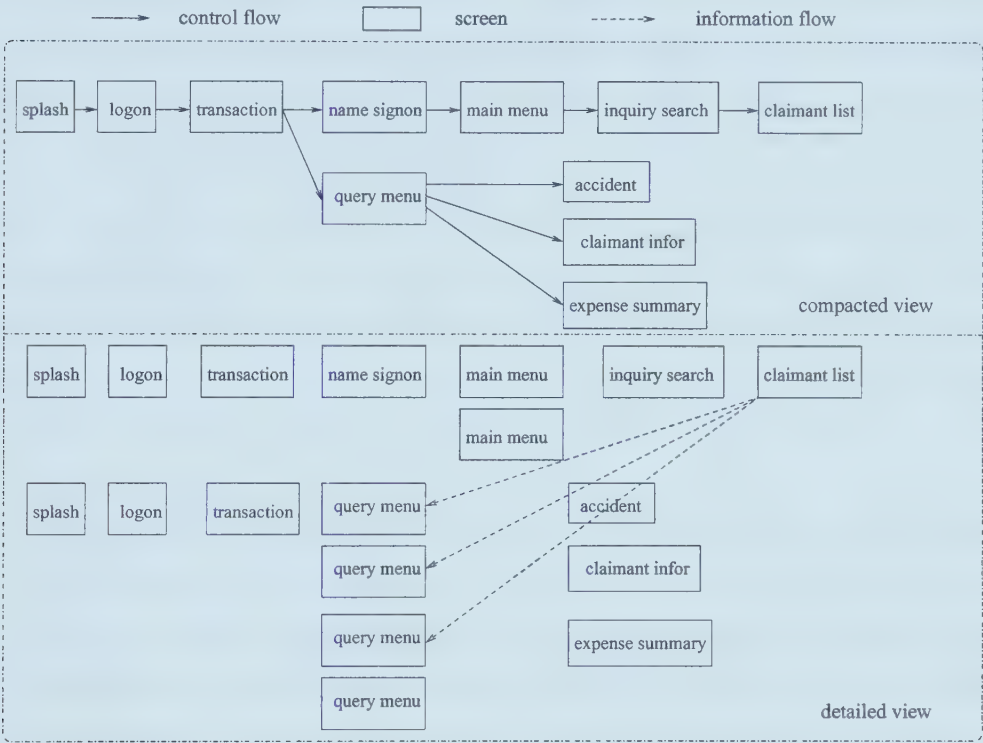 control flow screen information flow
splash logon transaction name signon main menu inquiry search claimant list
query menu accident
claimant infor
expense summary
compacted view
splash logon transaction name signon main menu inquiry search claimant list
main menu
splash logon transaction query menu accident
query menu claimant infor
query menu expense summary
query menu
detailed view